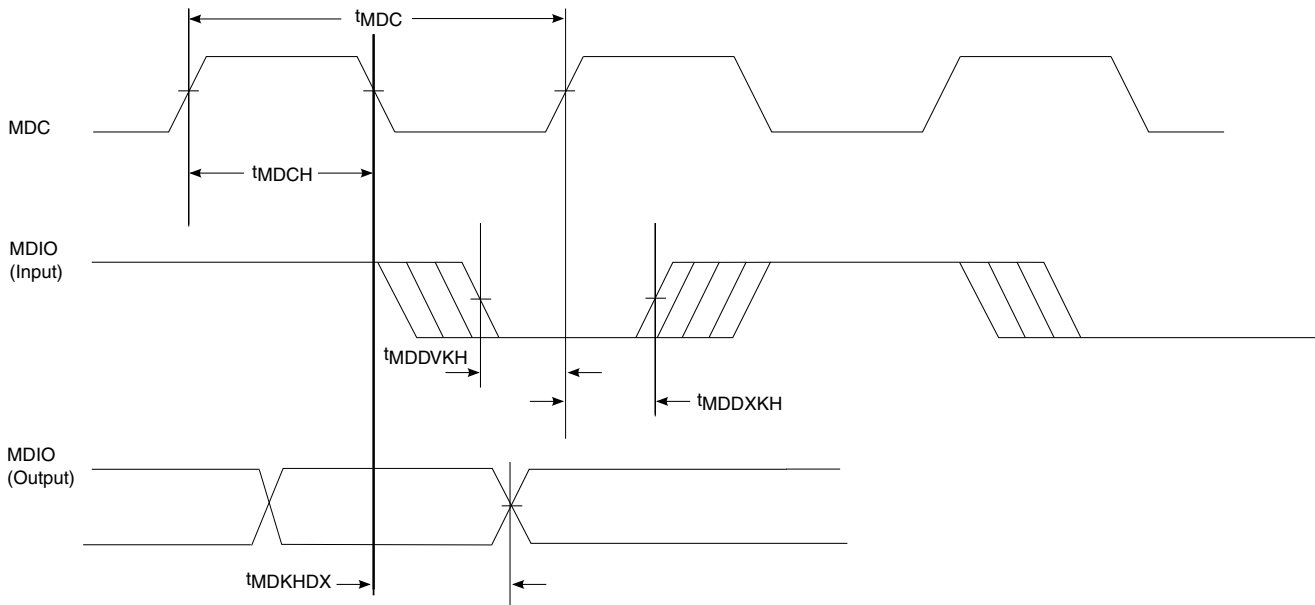 tMDC
MDC
tMDCH
MDIO
(Input)
tMDDVKH
tMDDXKH
MDIO
(Output)
tMDKHDX